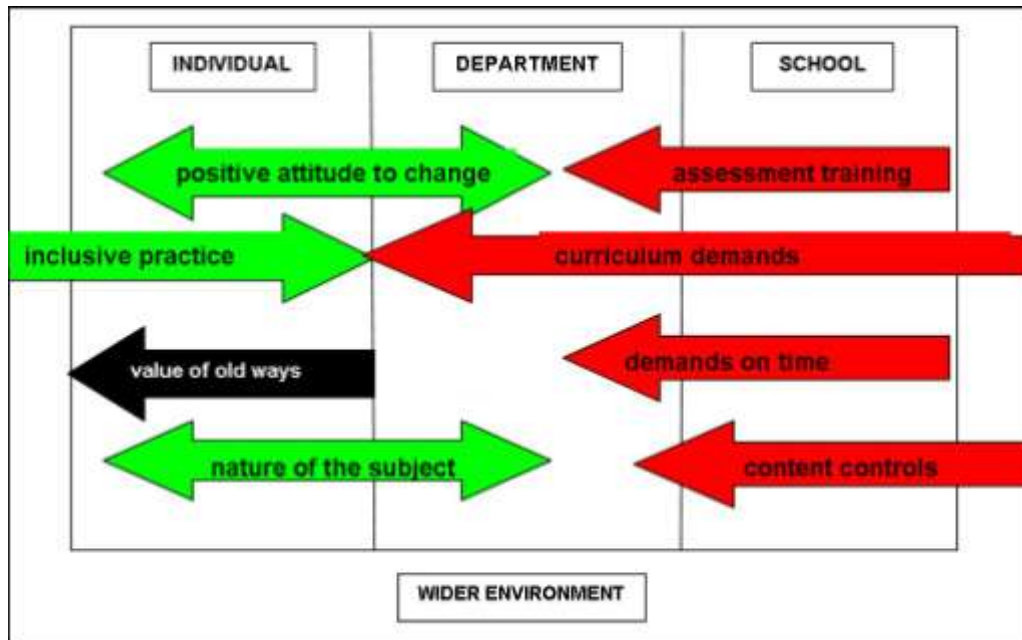 INDIVIDUAL
DEPARTMENT
SCHOOL
positive attitude to change
assessment training
inclusive practice
curriculum demands
value of old ways
demands on time
nature of the subject
content controls
WIDER ENVIRONMENT